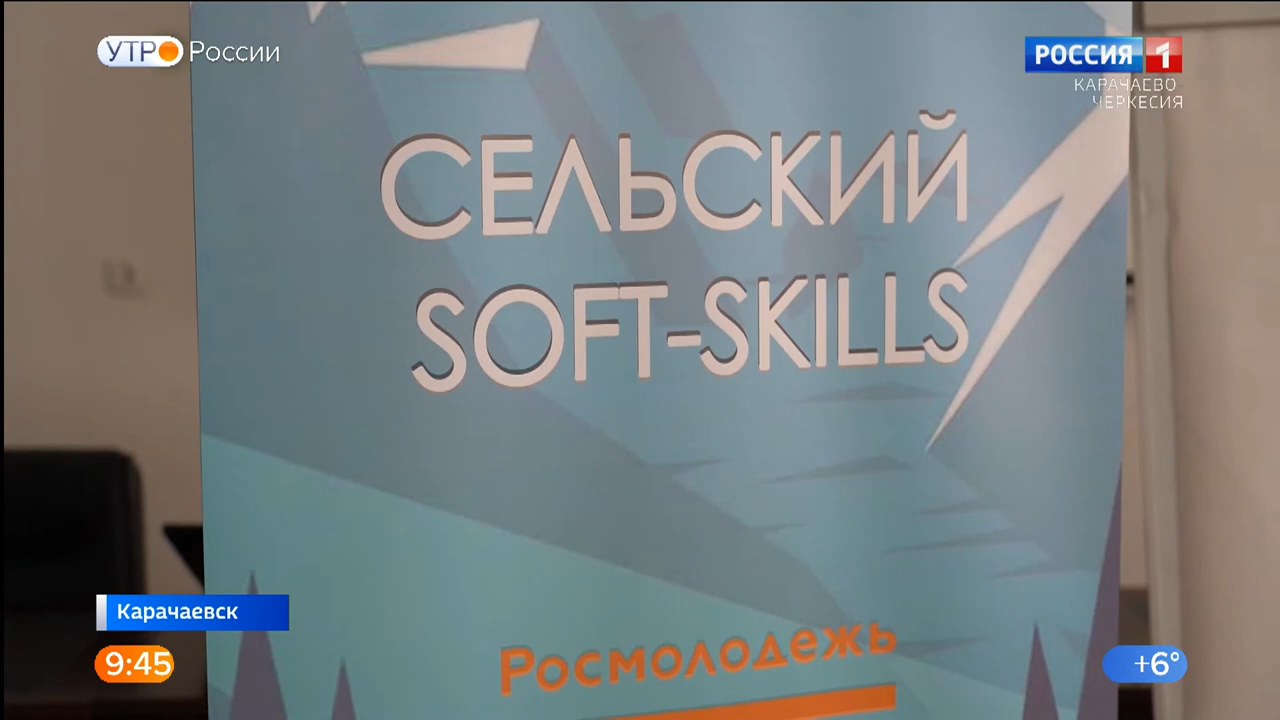 УТРО России
РОССИЯ 1
КАРАЧАЕВО
ЧЕРКЕСИЯ
СЕЛЬСКИЙ
SOFT-SKILLS
Карачаевск
Росмолодежь
9:45
+6°